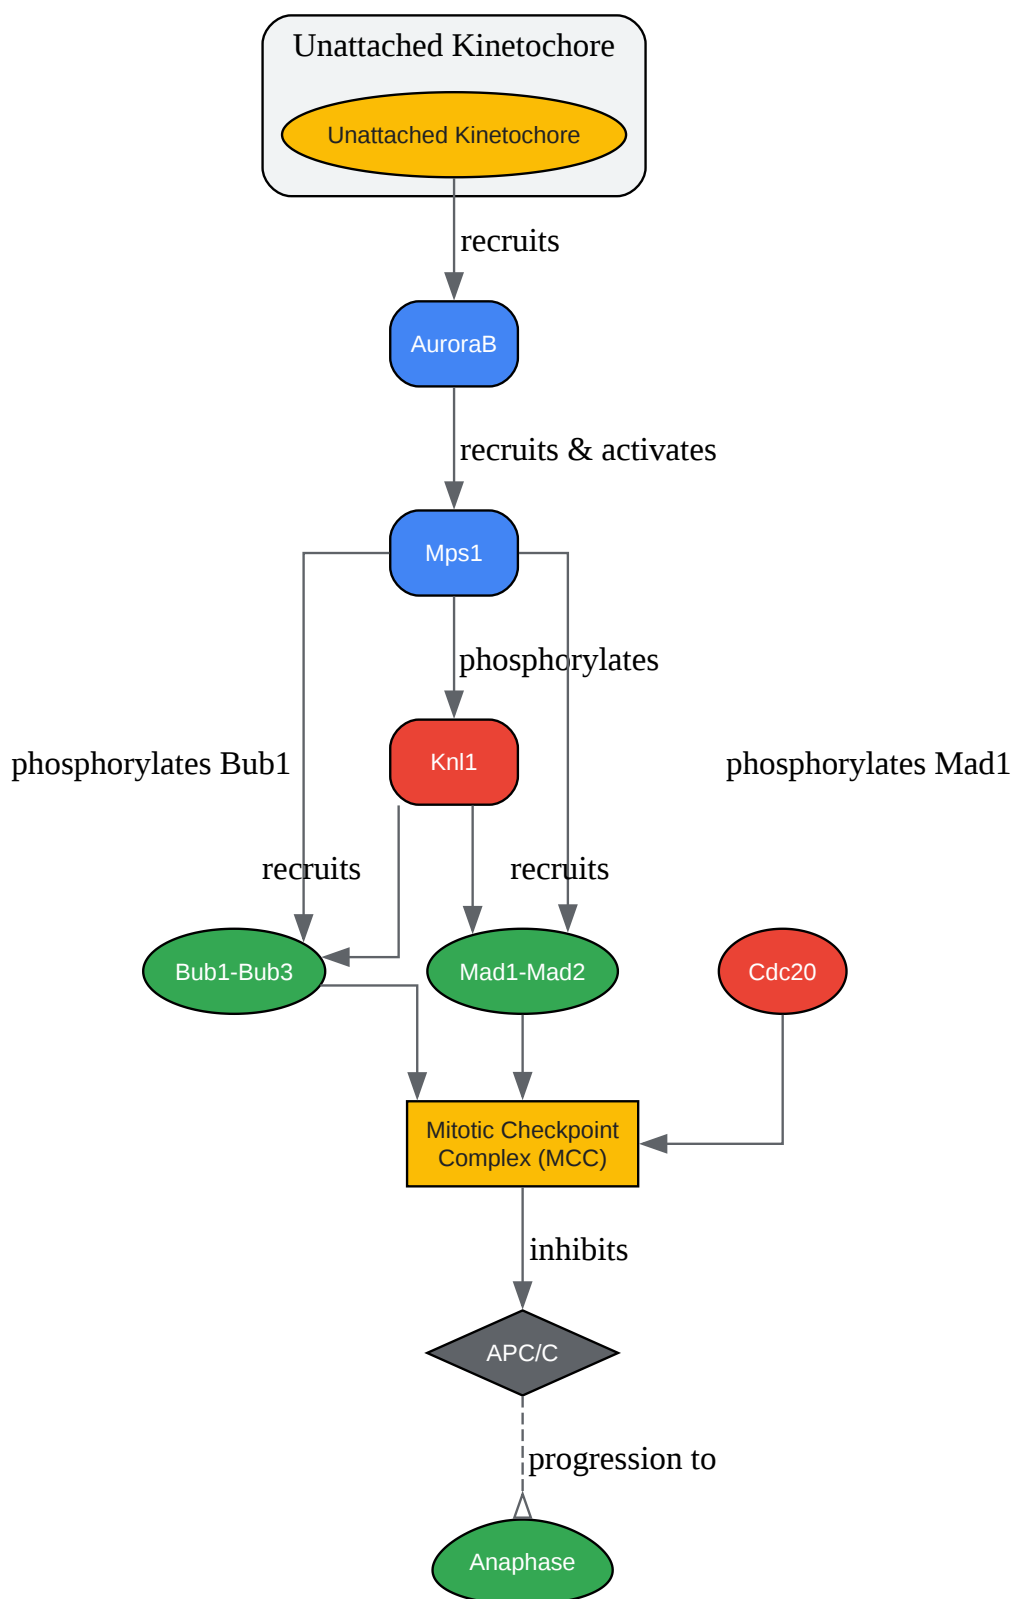 Unattached Kinetochore
Unattached Kinetochore
recruits
AuroraB
recruits & activates
Mps1
phosphorylates
Knl1
phosphorylates Bub1
phosphorylates Mad1
recruits
recruits
Bub1-Bub3
Mad1-Mad2
Cdc20
Mitotic Checkpoint
Complex (MCC)
inhibits
APC/C
progression to
Anaphase